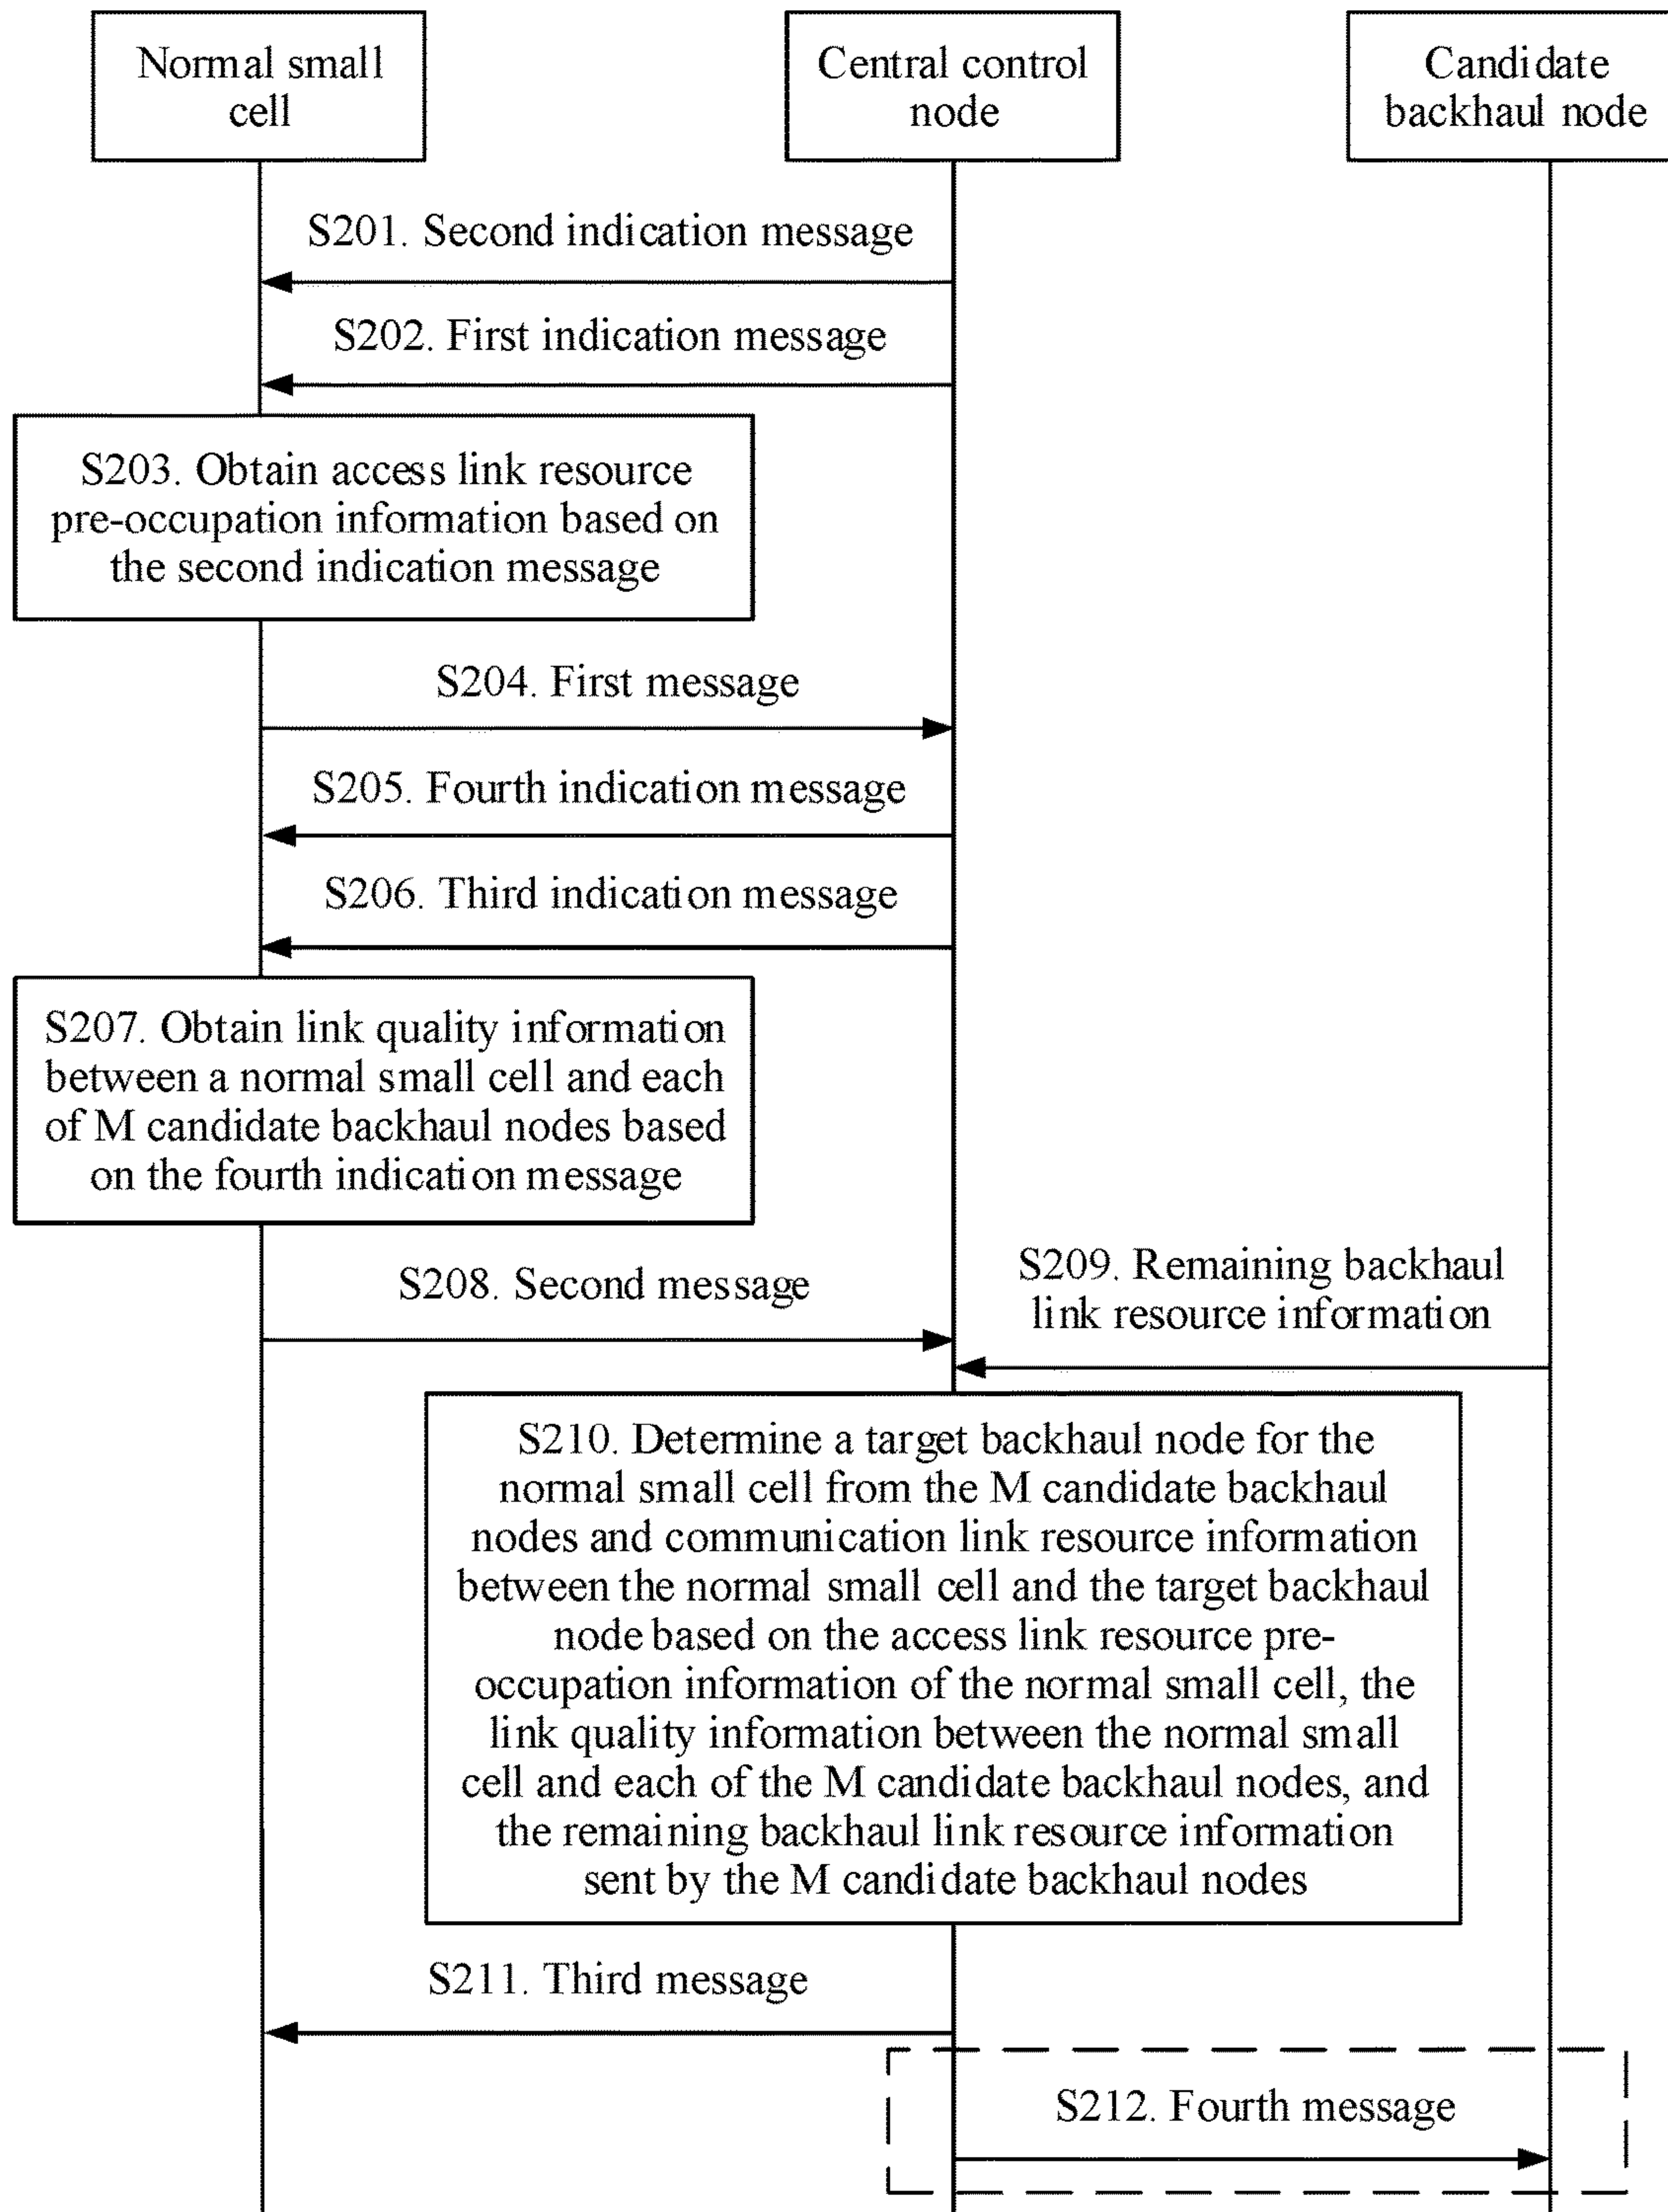 Normal small
cell
Central control
node
Candidate
backhaul node
S201. Second indication message
S202. First indication message
S203. Obtain access link resource
pre-occupation information based on
the second indication message
S204. First message
S205. Fourth indication message
S206. Third indication message
S207. Obtain link quality information
between a normal small cell and each
of M candidate backhaul nodes based
on the fourth indication message
S208. Second message
S209. Remaining backhaul
link resource information
S210. Determine a target backhaul node for the
normal small cell from the M candidate backhaul
nodes and communication link resource information
between the normal small cell and the target backhaul
node based on the access link resource pre-
occupation information of the normal small cell, the
link quality information between the normal small
cell and each of the M candidate backhaul nodes, and
the remaining backhaul link resource information
sent by the M candidate backhaul nodes
S211. Third message
S212. Fourth message